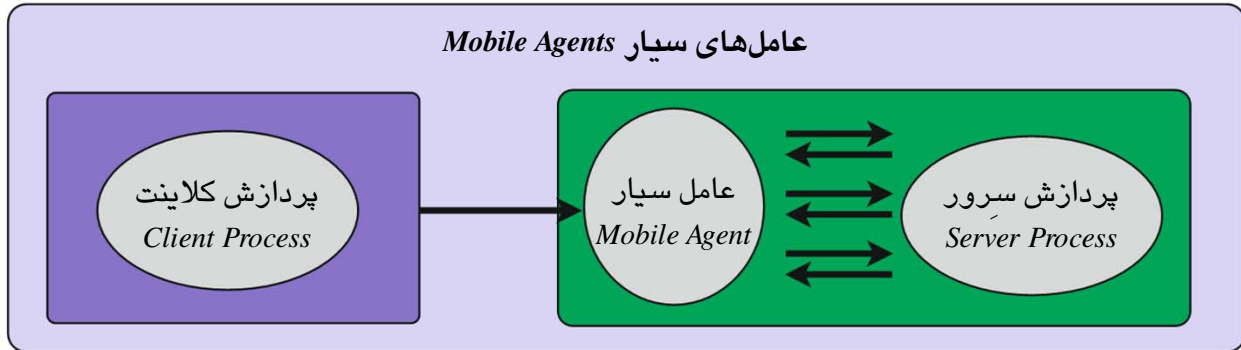 عامل‌های سیار Mobile Agents
پردازش کلاینت
Client Process
عامل سیار
Mobile Agent
پردازش سِرور
Server Process